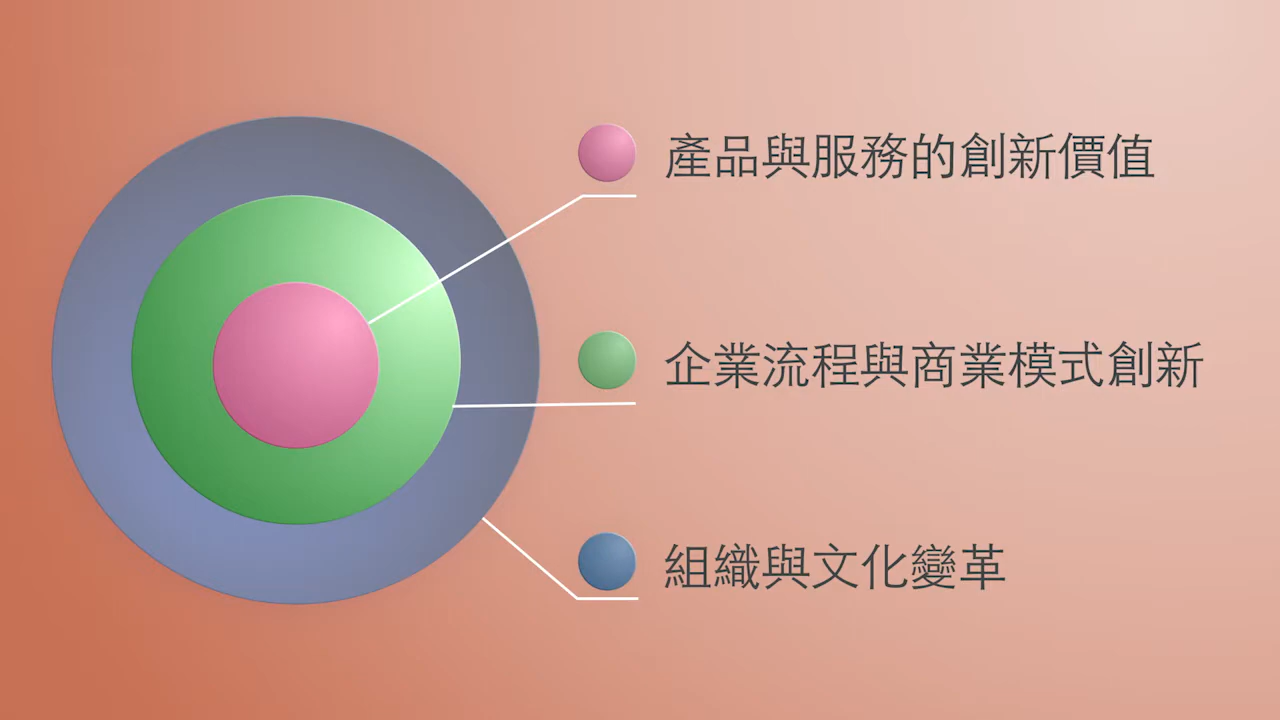 產品與服務的創新價值
企業流程與商業模式創新
組織與文化變革